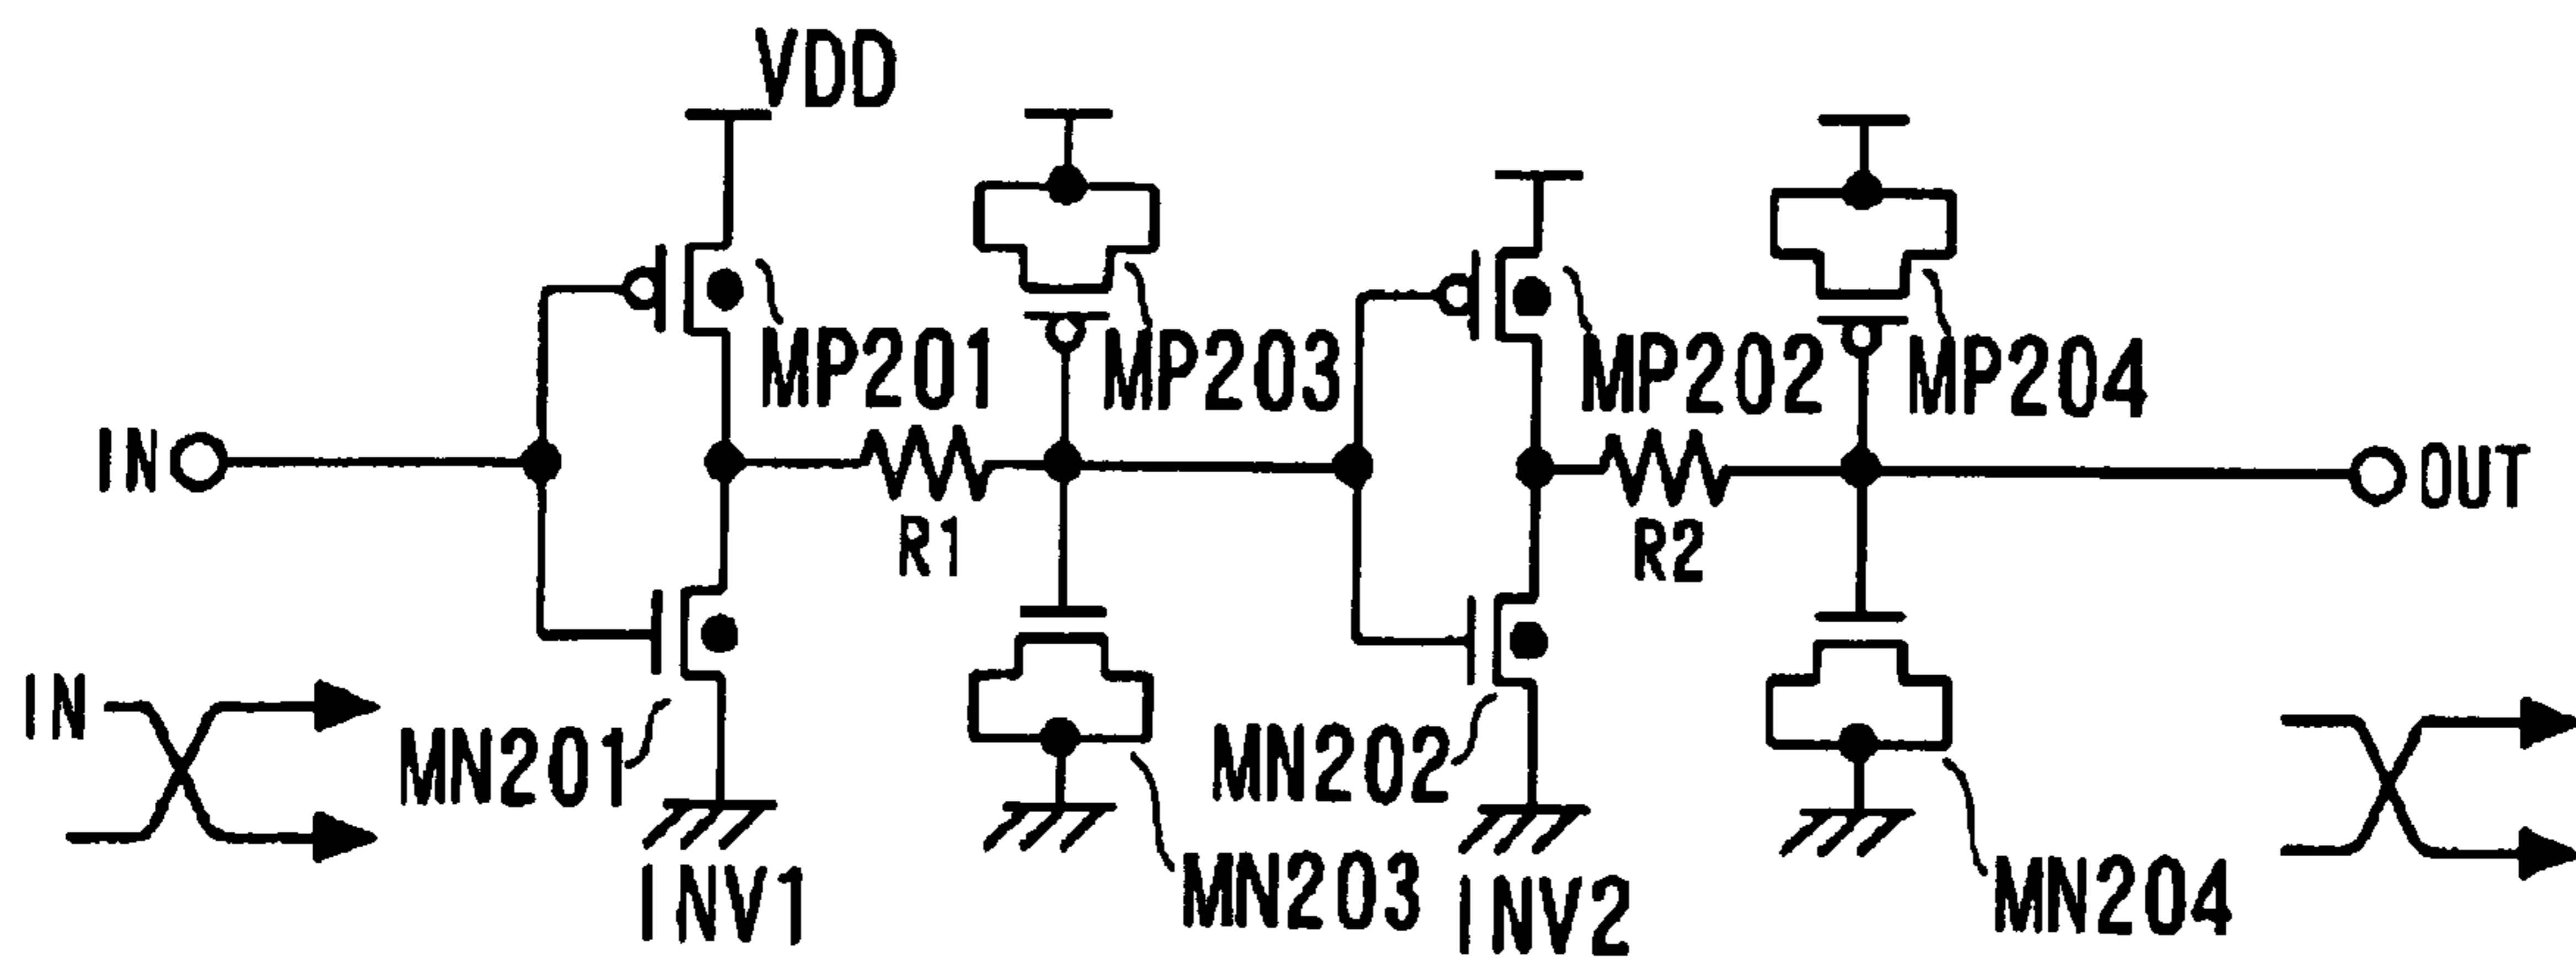 VDD
MP201
MP203
MP202
MP204
IN
OUT
R1
R2
IN
MN201
MN202
MN203
MN204
INV1
INV2